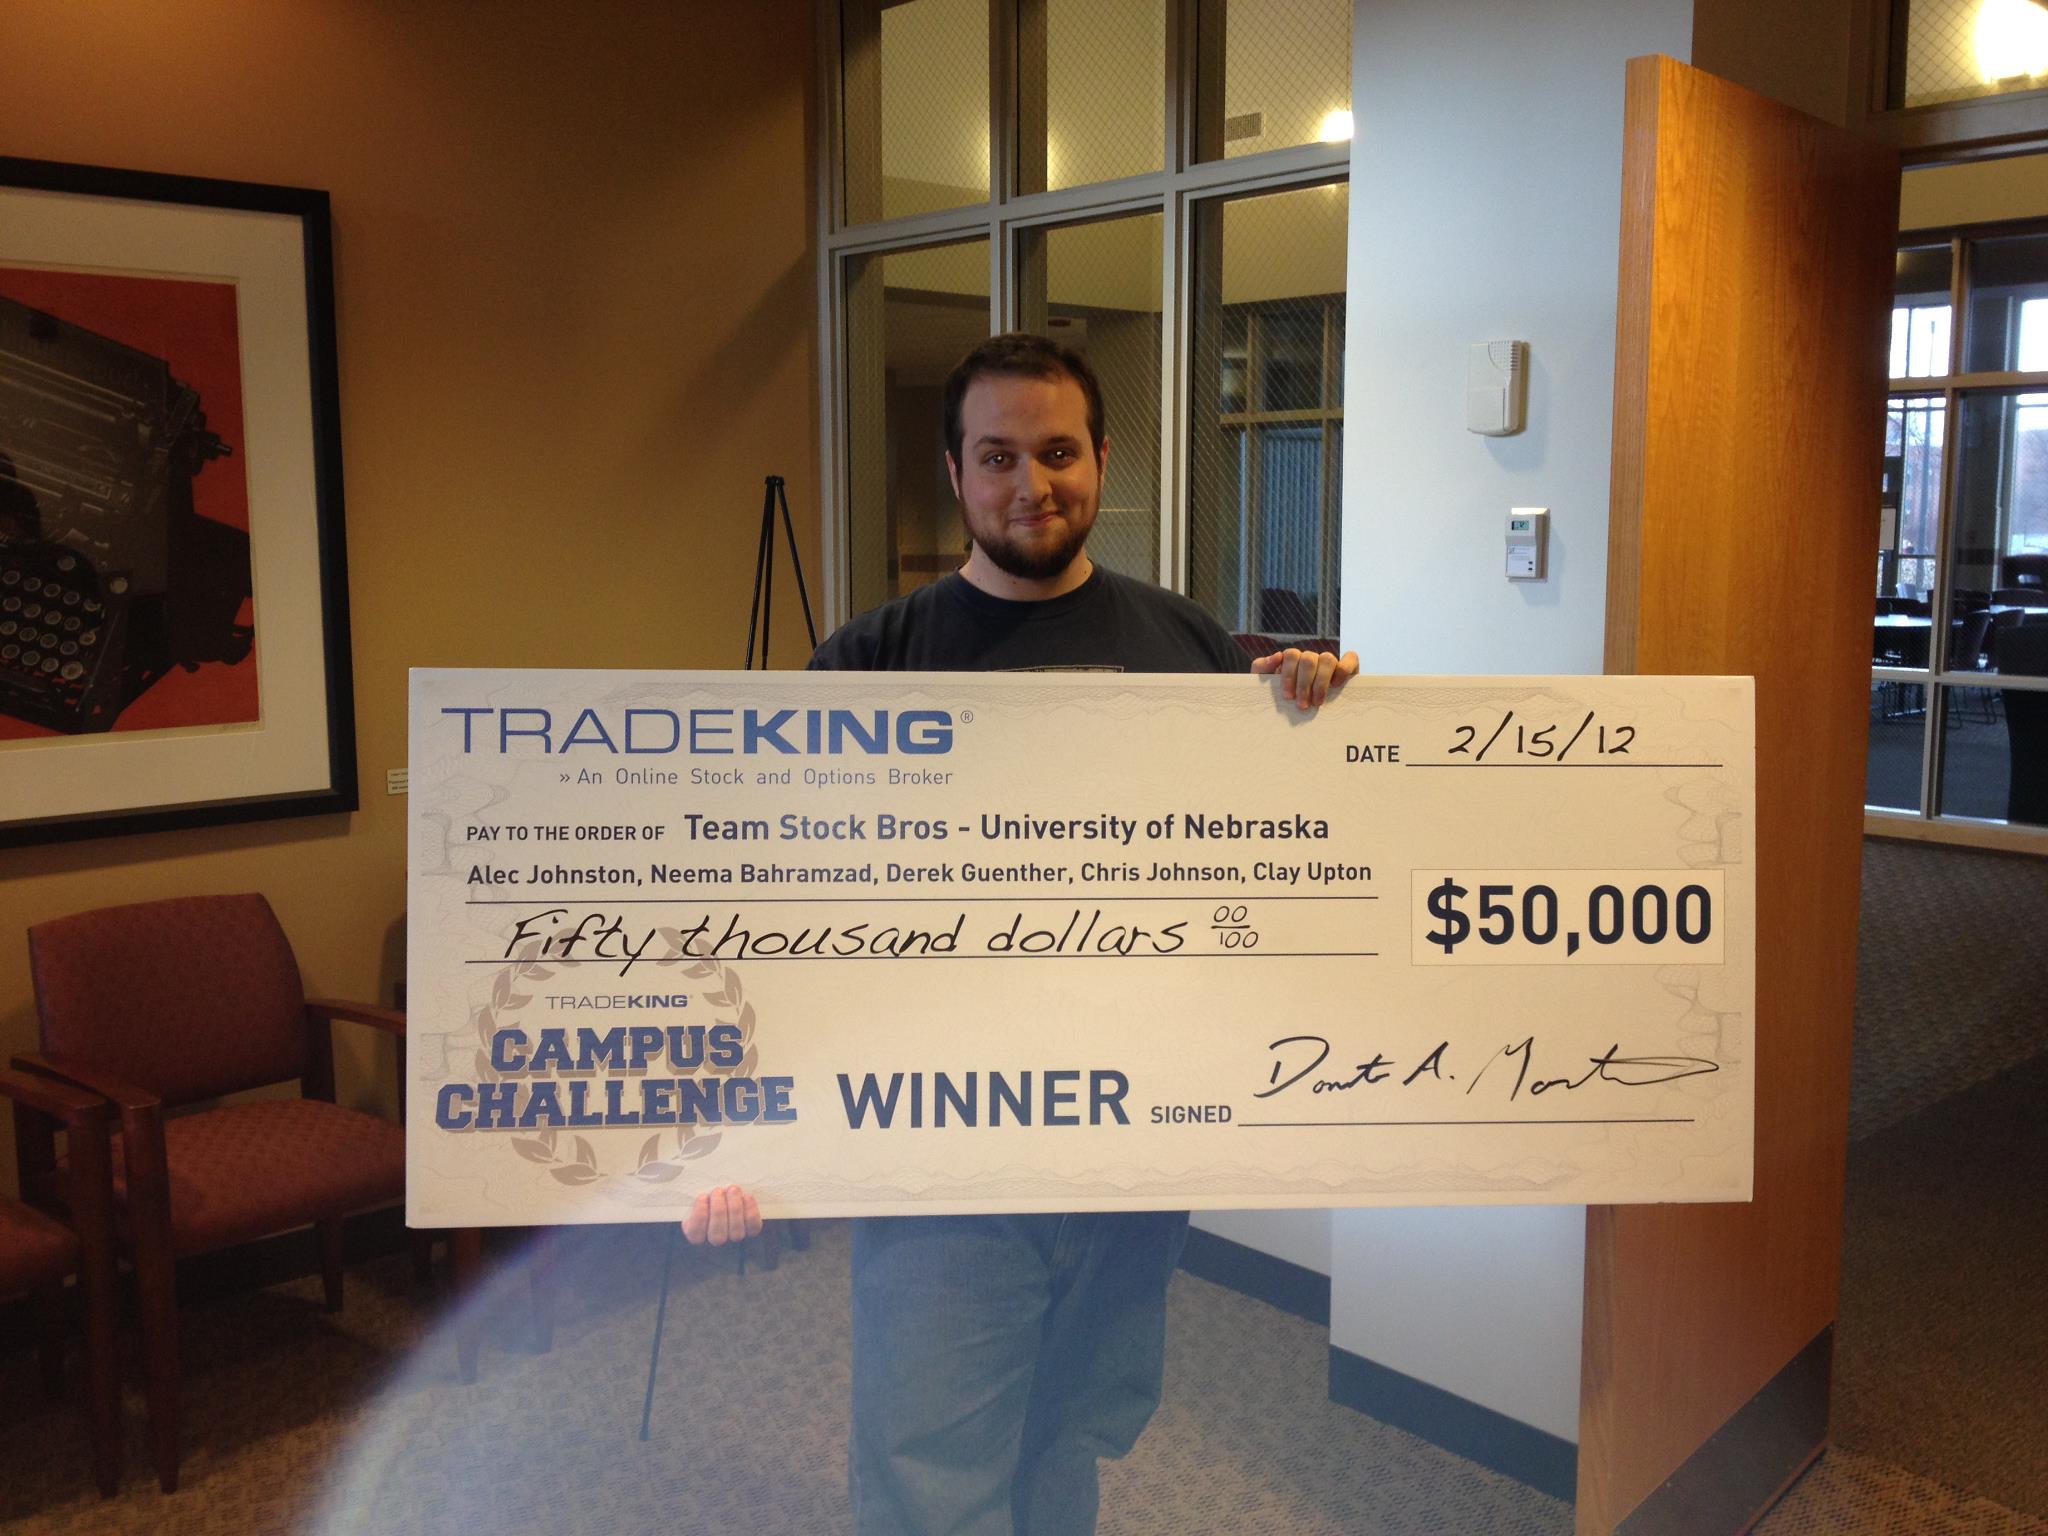 TRADEKING®
» An Online Stock and Options Broker
DATE 2/15/12
PAY TO THE ORDER OF Team Stock Bros - University of Nebraska
Alec Johnston, Neema Bahramzad, Derek Guenther, Chris Johnson, Clay Upton
$50,000
Fifty thousand dollars 00/100
TRADEKING
CAMPUS
CHALLENGE
WINNER
SIGNED